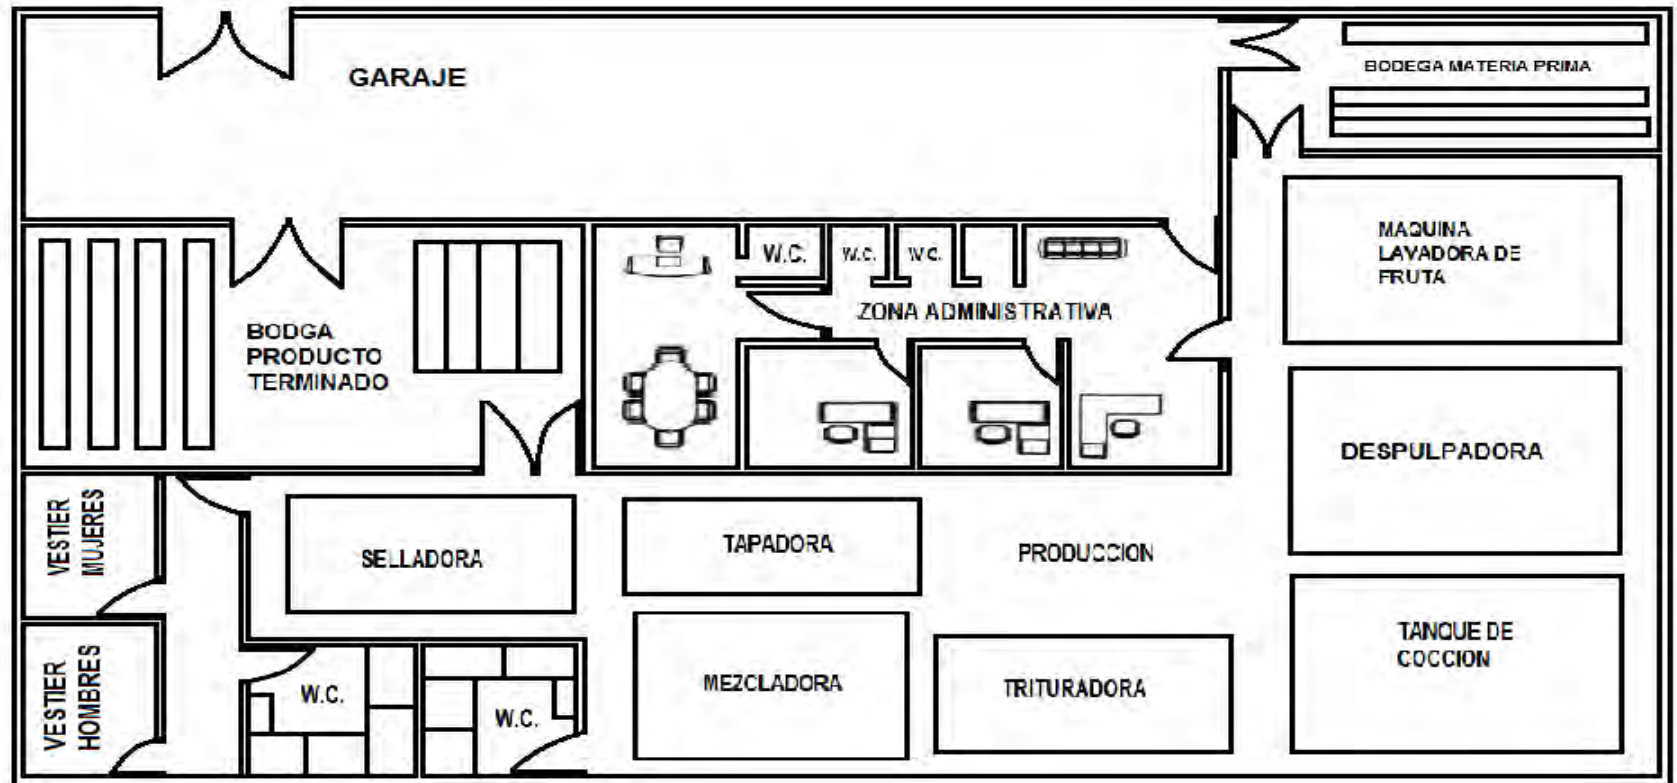 GARAJE
BODEGA MATERIA PRIMA
MAQUINA
LAVADORA DE
FRUTA
W.C.
W.C.
W.C.
ZONA ADMINISTRATIVA
BODGA
PRODUCTO
TERMINADO
DESPULPADORA
VESTIER
MUJERES
SELLADORA
TAPADORA
PRODUCCION
TANQUE DE
COCCION
VESTIER
HOMBRES
W.C.
W.C.
MEZCLADORA
TRITURADORA